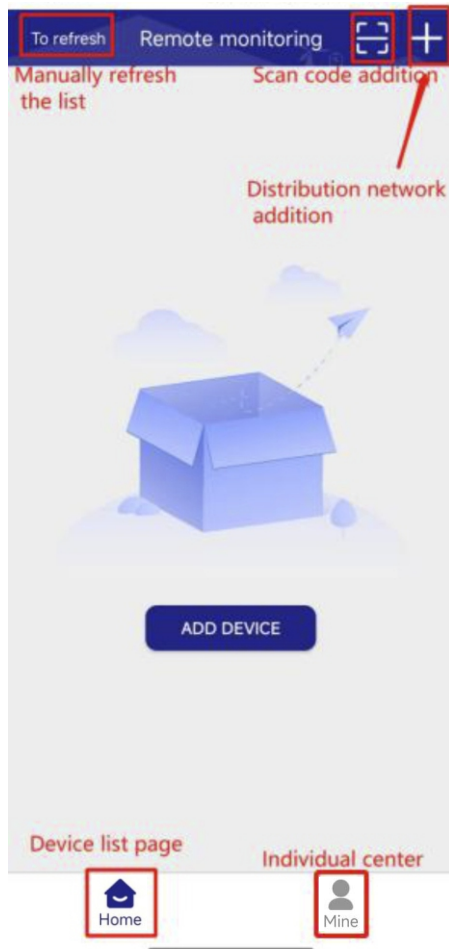 To refresh Remote monitoring
Manually refresh
the list
Scan code addition
Distribution network
addition
ADD DEVICE
Device list page
Individual center
Home
Mine